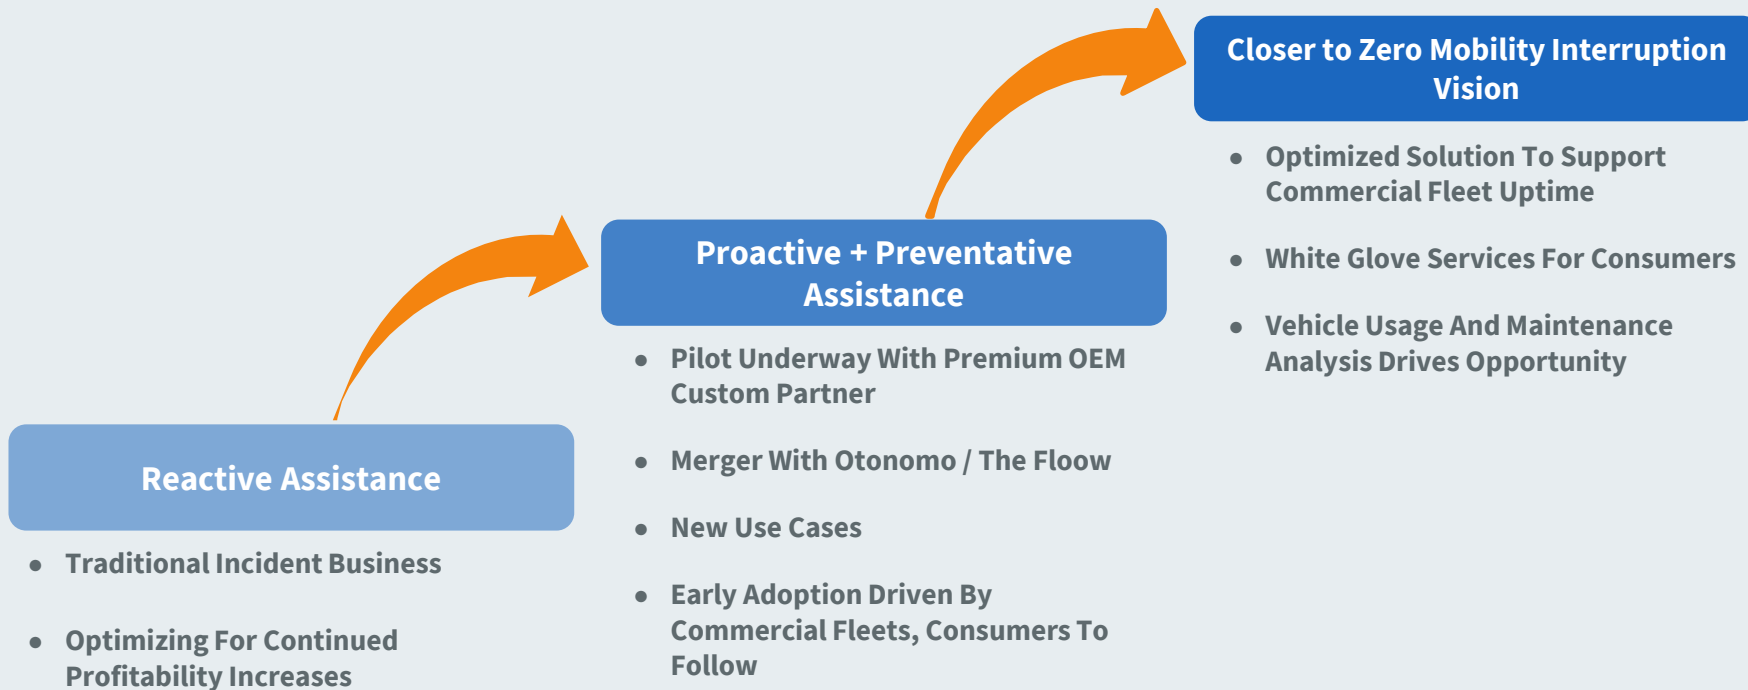 Closer to Zero Mobility Interruption
Vision
● Optimized Solution To Support
Commercial Fleet Uptime
● White Glove Services For Consumers
● Vehicle Usage And Maintenance
Analysis Drives Opportunity
Proactive + Preventative
Assistance
● Pilot Underway With Premium OEM
Custom Partner
● Merger With Otonomo / The Floow
● New Use Cases
● Early Adoption Driven By
Commercial Fleets, Consumers To
Follow
Reactive Assistance
● Traditional Incident Business
● Optimizing For Continued
Profitability Increases